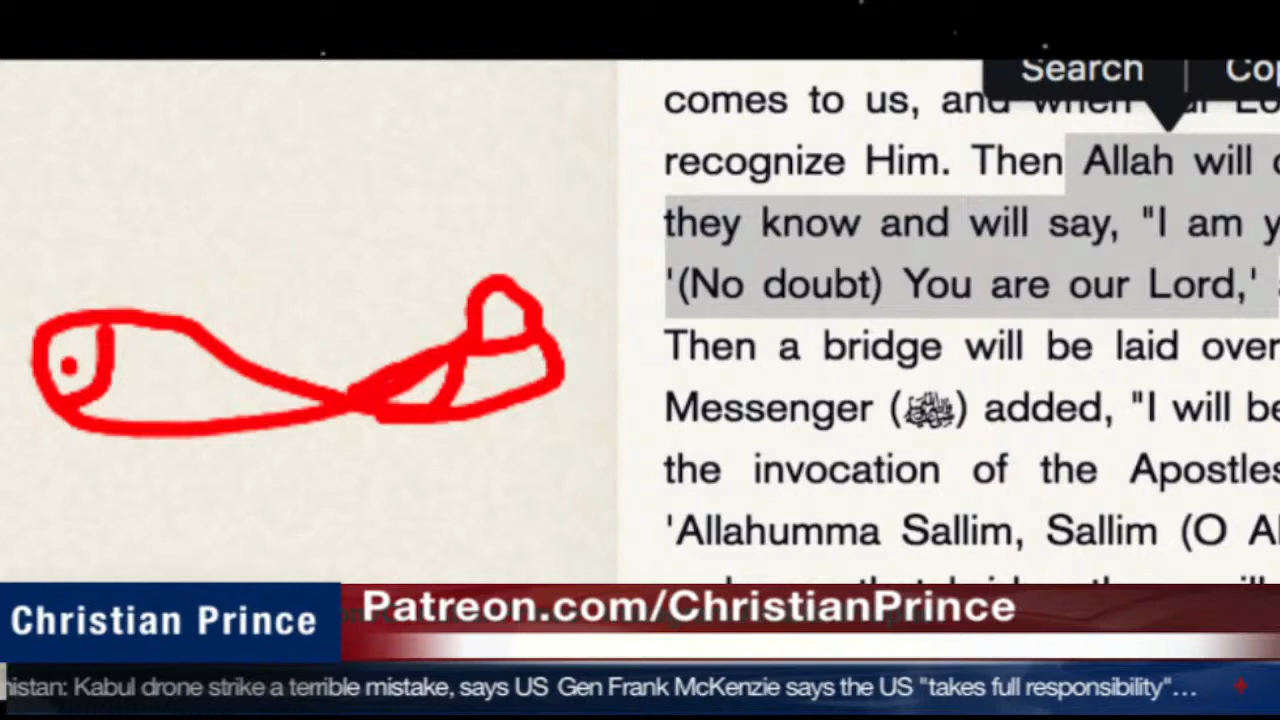 Search
comes to us, and when
recognize Him. Then Allah will
they know and will say, "I am
'(No doubt) You are our Lord,'
Then a bridge will be laid over
Messenger (ﷺ) added, "I will be
the invocation of the Apostles
'Allahumma Sallim, Sallim (O
Christian Prince
Patreon.com/ChristianPrince
nistan: Kabul drone strike a terrible mistake, says US Gen Frank McKenzie says the US "takes full responsibility"...